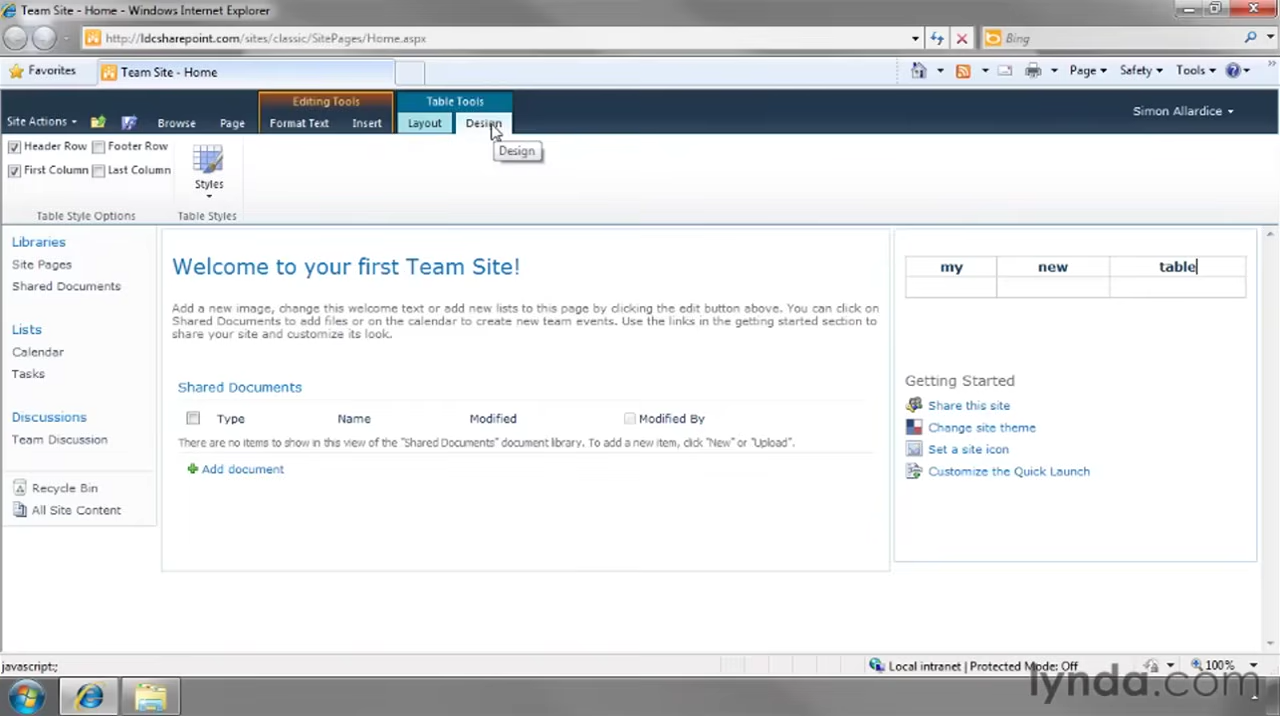 Team Site - Home - Windows Internet Explorer
http://ldcsharepoint.com/sites/classic/SitePages/Home.aspx
Bing
Favorites
Team Site - Home
Page
Safety
Tools
Editing Tools
Table Tools
Site Actions
Browse
Page
Format Text
Insert
Layout
Design
Simon Allardice
Header Row
Footer Row
First Column
Last Column
Styles
Design
Table Style Options
Table Styles
Libraries
Site Pages
Shared Documents
Lists
Calendar
Tasks
Discussions
Team Discussion
Recycle Bin
All Site Content
Welcome to your first Team Site!
Add a new image, change this welcome text or add new lists to this page by clicking the edit button above. You can click on
Shared Documents to add files or on the calendar to create new team events. Use the links in the getting started section to
share your site and customize its look.
Shared Documents
Type Name Modified Modified By
There are no items to show in this view of the "Shared Documents" document library. To add a new item, click "New" or "Upload".
Add document
my new table
Getting Started
Share this site
Change site theme
Set a site icon
Customize the Quick Launch
javascript:;
Local intranet | Protected Mode: Off
100%
lynda.com